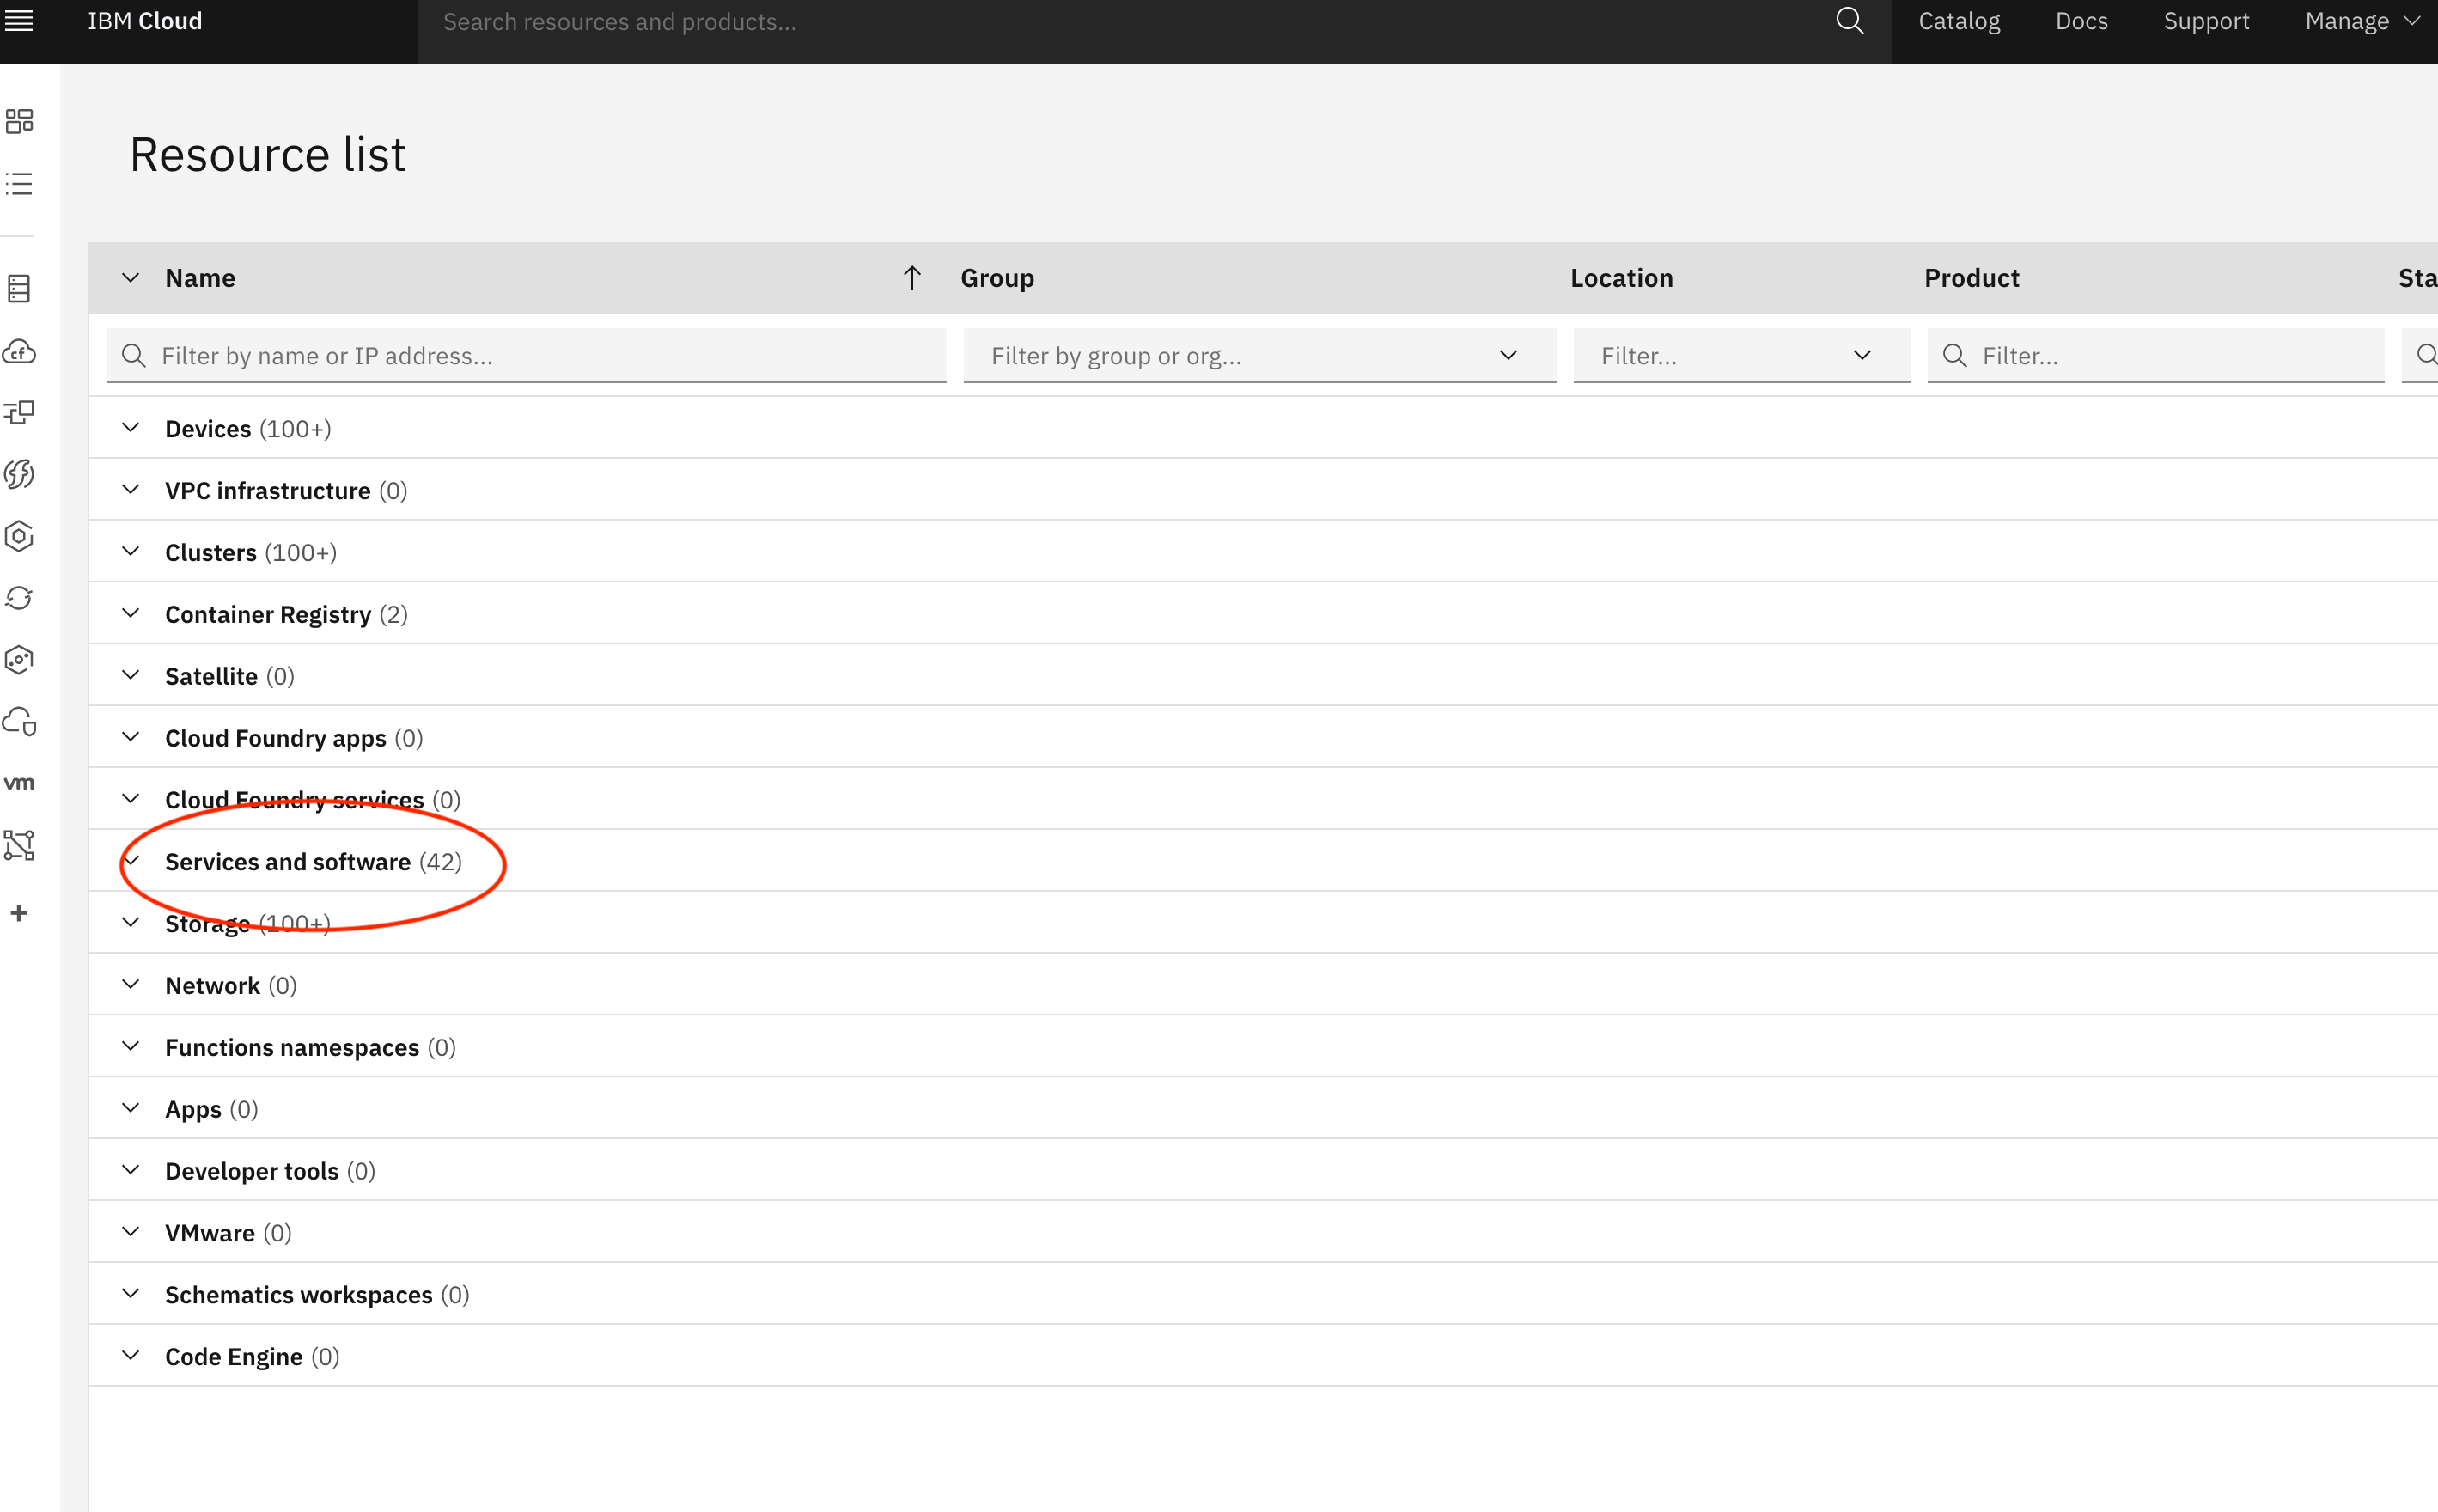 IBM Cloud Search resources and products... Catalog Docs Support Manage
Resource list
Name Group Location Product Sta
Filter by name or IP address... Filter by group or org... Filter... Filter...
cf
Devices (100+)
VPC infrastructure (0)
Clusters (100+)
Container Registry (2)
Satellite (0)
Cloud Foundry apps (0)
vm
Cloud Foundry services (0)
Services and software (42)
Storage (100+)
Network (0)
Functions namespaces (0)
Apps (0)
Developer tools (0)
VMware (0)
Schematics workspaces (0)
Code Engine (0)